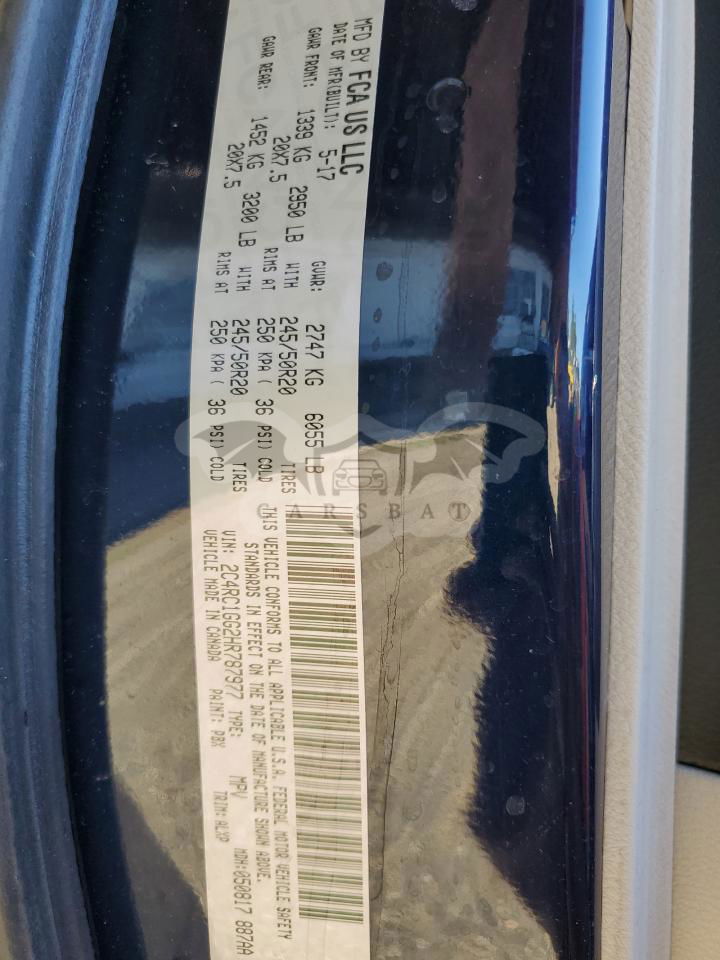 MFD BY FCA US LLC
DATE OF MFR(BUILT): 5-17 GVWR: 2747 KG 6055 LB
GAWR FRONT: 1339 KG 2950 LB WITH 245/50R20 TIRES
20X7.5 RIMS AT 250 KPA ( 36 PSI) COLD
GAWR REAR: 1452 KG 3200 LB WITH 245/50R20 TIRES
20X7.5 RIMS AT 250 KPA ( 36 PSI) COLD
THIS VEHICLE CONFORMS TO ALL APPLICABLE U.S.A. FEDERAL MOTOR VEHICLE SAFETY
STANDARDS IN EFFECT ON THE DATE OF MANUFACTURE SHOWN ABOVE.
VIN: 2C4RC1GG2HR787977 TYPE: MPV MDH:050817 887AA
VEHICLE MADE IN CANADA PAINT: PBX TRIM: ALXP
CARSBAT